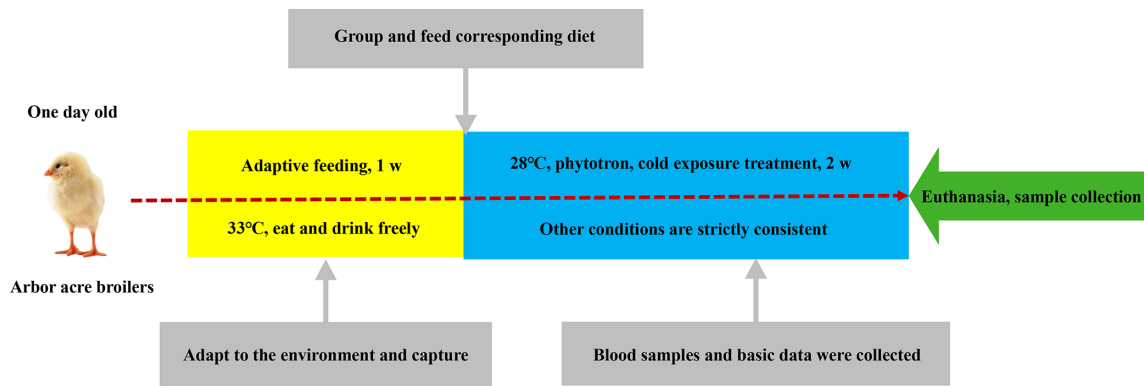 Group and feed corresponding diet
One day old
Adaptive feeding, 1 w
28℃, phytotron, cold exposure treatment, 2 w
Euthanasia, sample collection
33℃, eat and drink freely
Other conditions are strictly consistent
Arbor acre broilers
Adapt to the environment and capture
Blood samples and basic data were collected